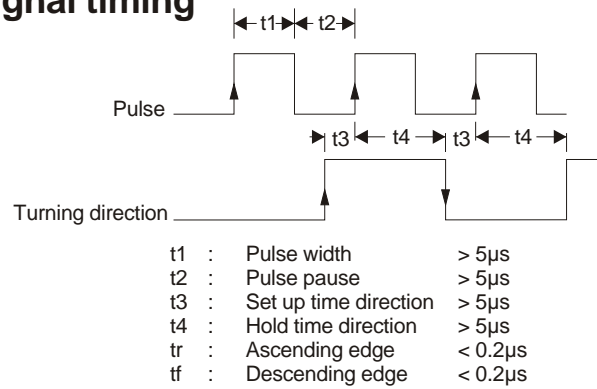 gnal timing
t1 t2
Pulse
t3 t4 t3 t4
Turning direction
t1 : Pulse width > 5µs
t2 : Pulse pause > 5µs
t3 : Set up time direction > 5µs
t4 : Hold time direction > 5µs
tr : Ascending edge < 0.2µs
tf : Descending edge < 0.2µs